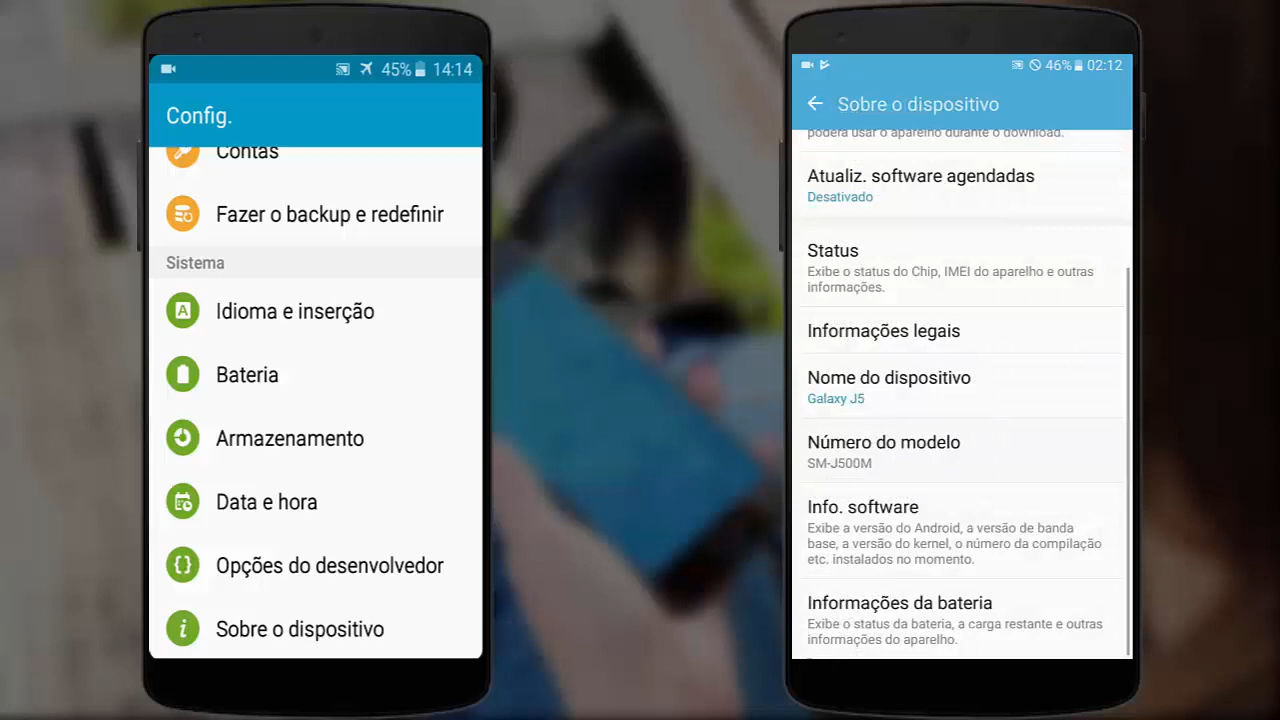 45% 14:14
Config.
Contas
Fazer o backup e redefinir
Sistema
Idioma e inserção
Bateria
Armazenamento
Data e hora
Opções do desenvolvedor
Sobre o dispositivo
46% 02:12
Sobre o dispositivo
poderá usar o aparelho durante o download.
Atualiz. software agendadas
Desativado
Status
Exibe o status do Chip, IMEI do aparelho e outras
informações.
Informações legais
Nome do dispositivo
Galaxy J5
Número do modelo
SM-J500M
Info. software
Exibe a versão do Android, a versão de banda
base, a versão do kernel, o número da compilação
etc. instalados no momento.
Informações da bateria
Exibe o status da bateria, a carga restante e outras
informações do aparelho.